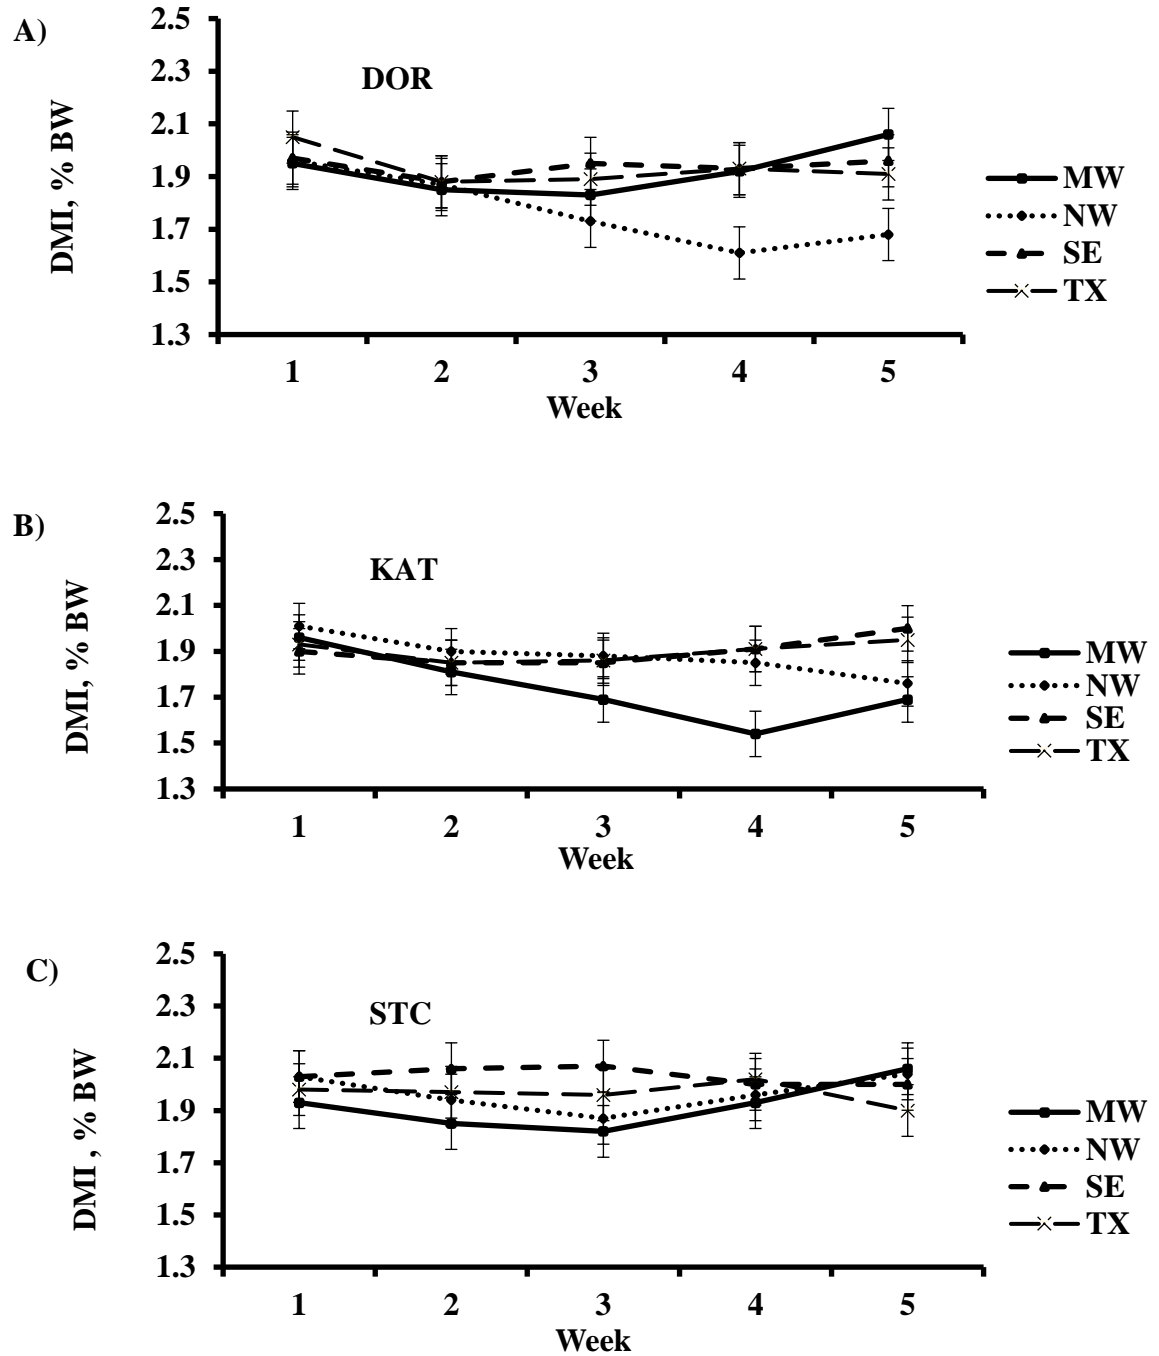 A)
DOR
DMI, % BW
2.5
2.3
2.1
1.9
1.7
1.5
1.3
1 2 3 4 5
Week
MW
NW
SE
TX
B)
KAT
DMI, % BW
2.5
2.3
2.1
1.9
1.7
1.5
1.3
1 2 3 4 5
Week
MW
NW
SE
TX
C)
STC
DMI , % BW
2.5
2.3
2.1
1.9
1.7
1.5
1.3
1 2 3 4 5
Week
MW
NW
SE
TX